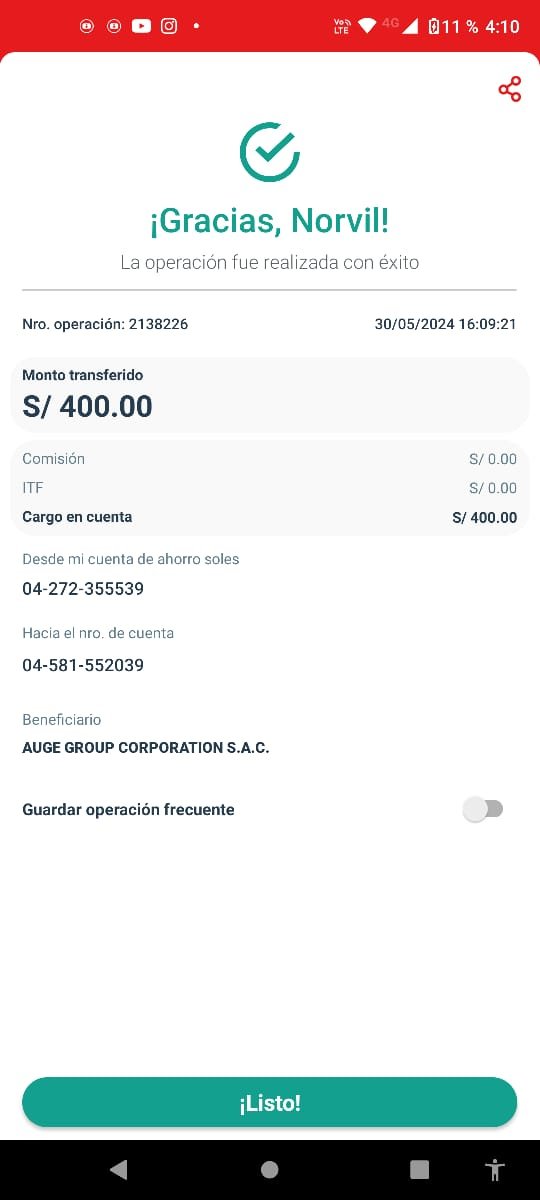 Vo LTE 4G 11 % 4:10
¡Gracias, Norvil!
La operación fue realizada con éxito
Nro. operación: 2138226 30/05/2024 16:09:21
Monto transferido
S/ 400.00
Comisión S/ 0.00
ITF S/ 0.00
Cargo en cuenta S/ 400.00
Desde mi cuenta de ahorro soles
04-272-355539
Hacia el nro. de cuenta
04-581-552039
Beneficiario
AUGE GROUP CORPORATION S.A.C.
Guardar operación frecuente
¡Listo!